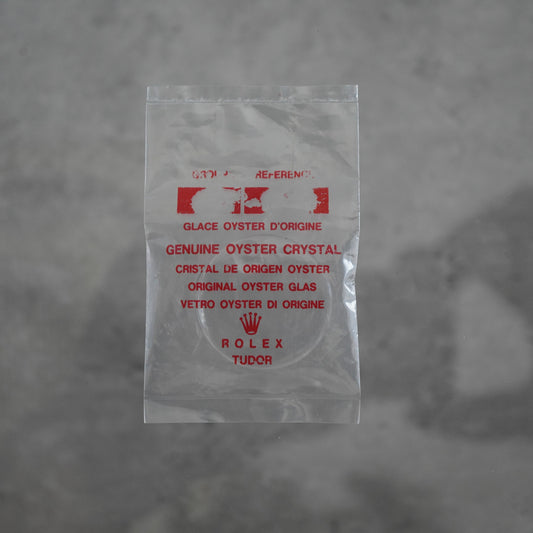 REFERENCE
GLACE OYSTER D'ORIGINE
GENUINE OYSTER CRYSTAL
CRISTAL DE ORIGEN OYSTER
ORIGINAL OYSTER GLAS
VETRO OYSTER DI ORIGINE
ROLEX
TUDOR